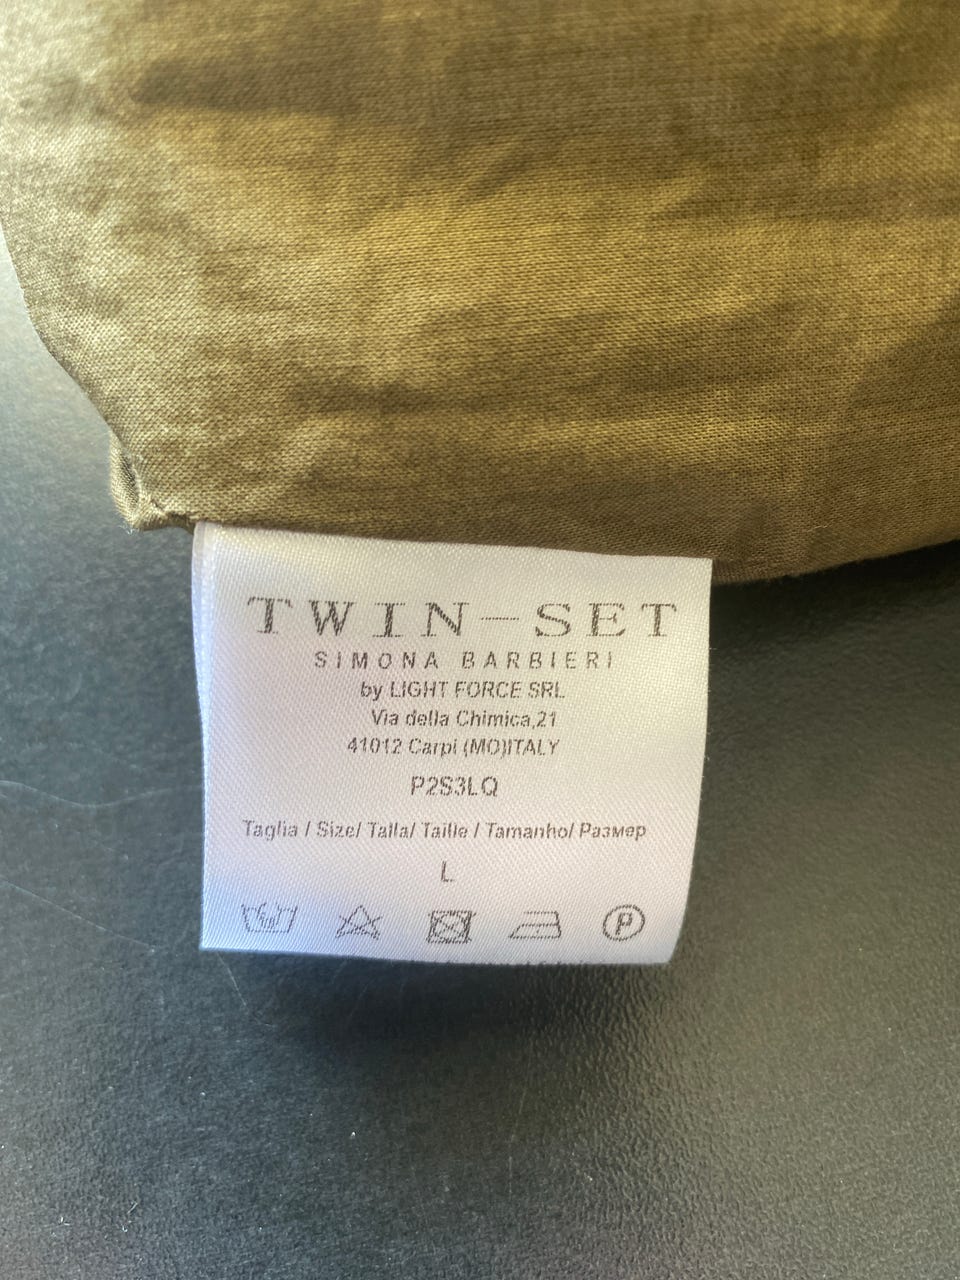 TWIN—SET
SIMONA BARBIERI
by LIGHT FORCE SRL
Via della Chimica,21
41012 Carpi (MO)ITALY
P2S3LQ
Taglia / Size/ Talla/ Taille / Tamanho/ Размер
L
P